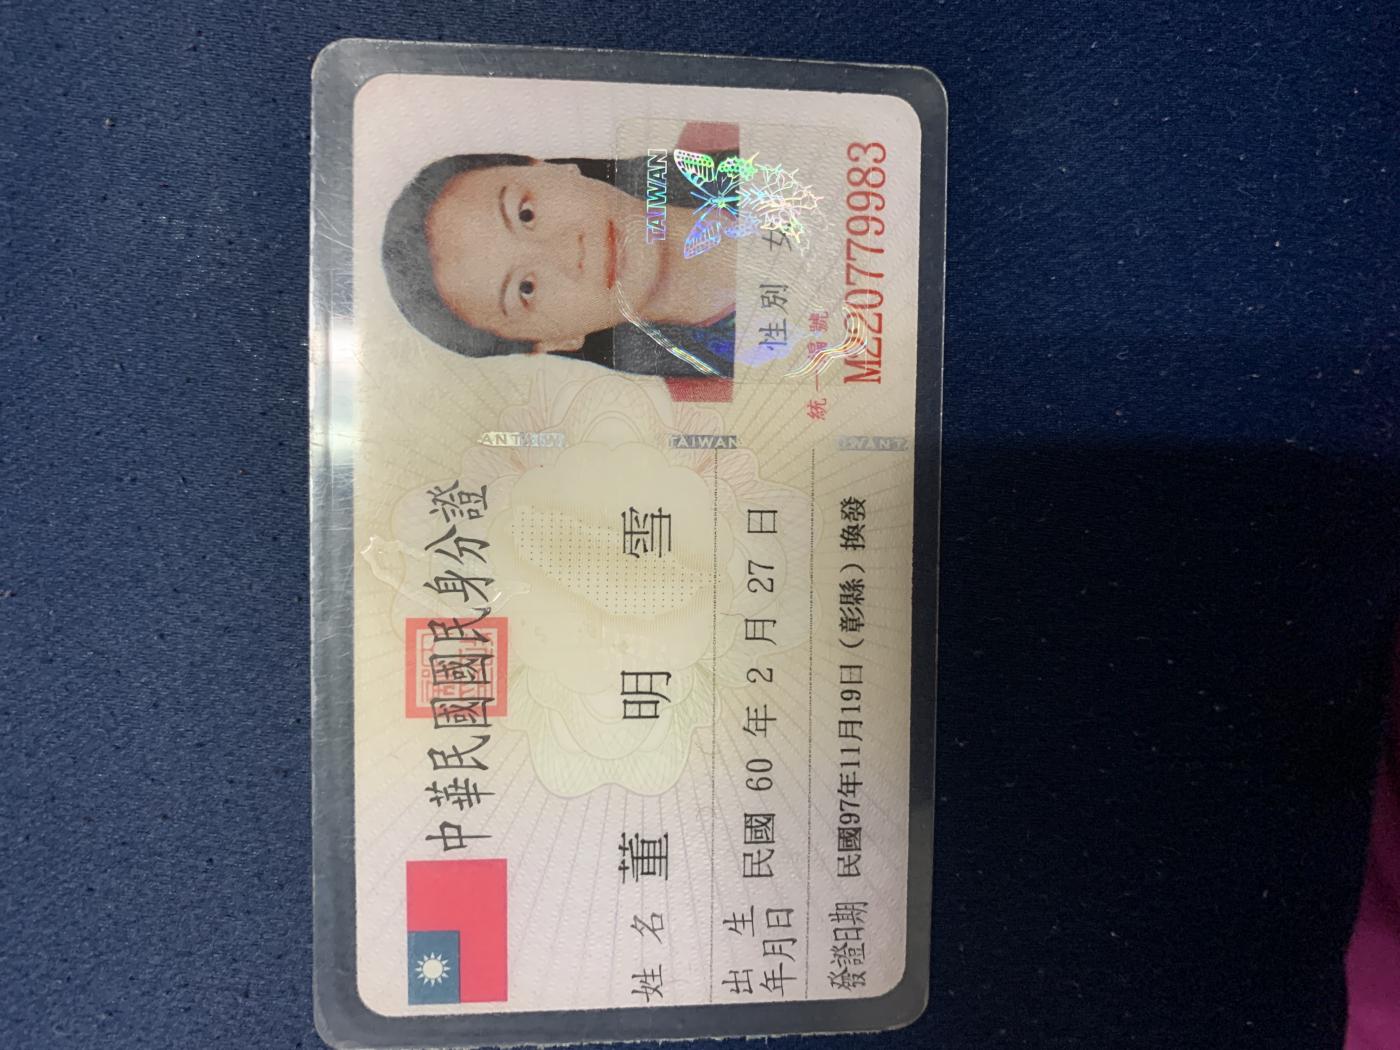 中華民國國民身分證
姓名 董明雪
出生年月日 民國 60 年 2 月 27 日
發證日期 民國97年11月19日（彰縣）換發
TAIWAN
性別 女
統一編號
M220779983
TAIWAN